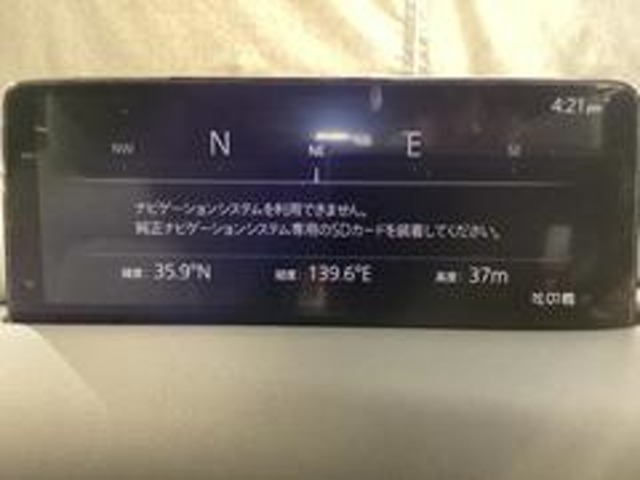 4:21 pm
NW N NE E SE
ナビゲーションシステムを利用できません。
純正ナビゲーションシステム専用のSDカードを装着してください。
緯度: 35.9°N 経度: 139.6°E 高度: 37m